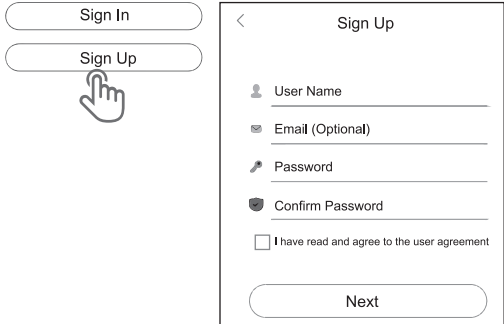 Sign In
Sign Up
Sign Up
User Name
Email (Optional)
Password
Confirm Password
I have read and agree to the user agreement
Next